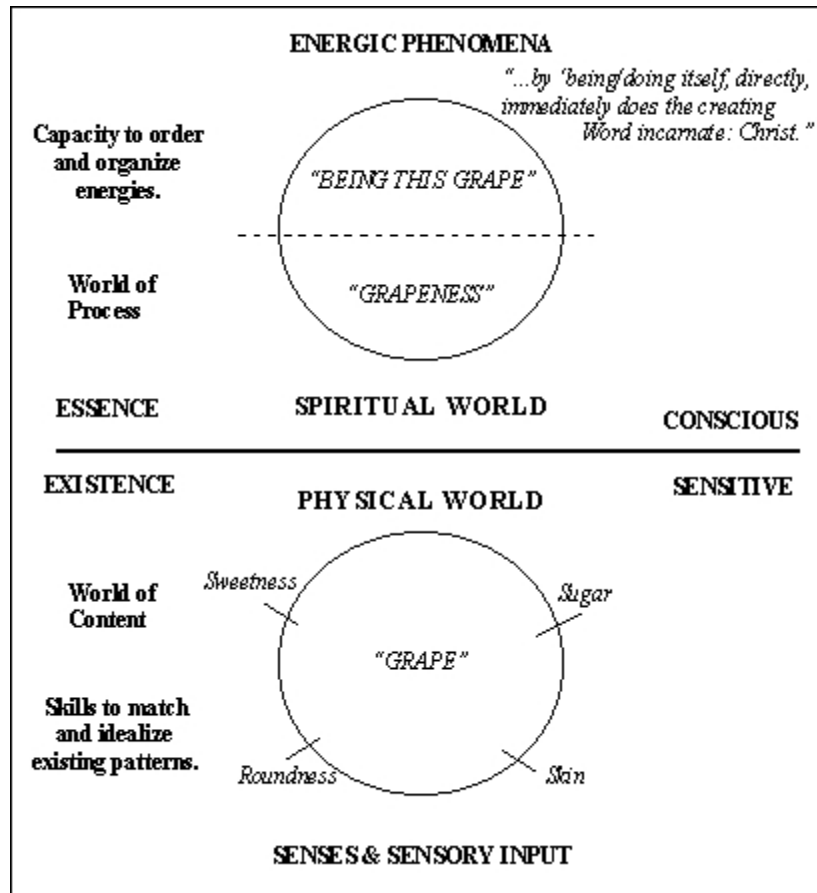 ENERGIC PHENOMENA
“...by ‘being/doing itself, directly,
immediately does the creating
Word incarnate: Christ.”
Capacity to order
and organize
energies.
“BEING THIS GRAPE”
World of
Process
“GRAPENESS”
ESSENCE
SPIRITUAL WORLD
CONSCIOUS
EXISTENCE
PHYSICAL WORLD
SENSITIVE
World of
Content
Sweetness
Sugar
“GRAPE”
Skills to match
and idealize
existing patterns.
Roundness
Skin
SENSES & SENSORY INPUT